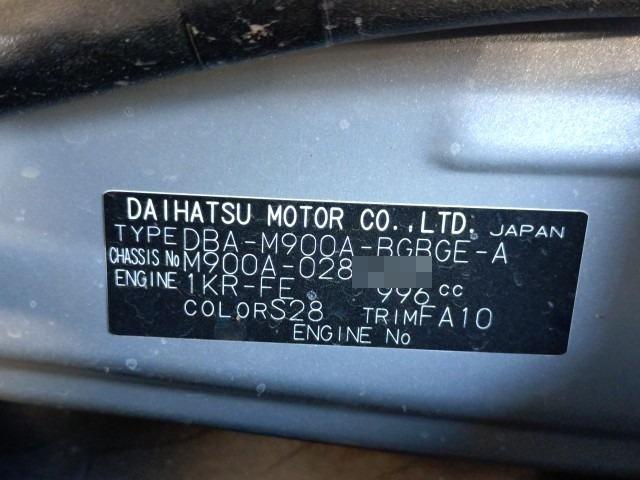 DAIHATSU MOTOR CO.,LTD. JAPAN
TYPE DBA-M900A-BGBGE-A
CHASSIS No M900A-028
ENGINE 1KR-FE 996 cc
COLOR S28 TRIM FA10
ENGINE No